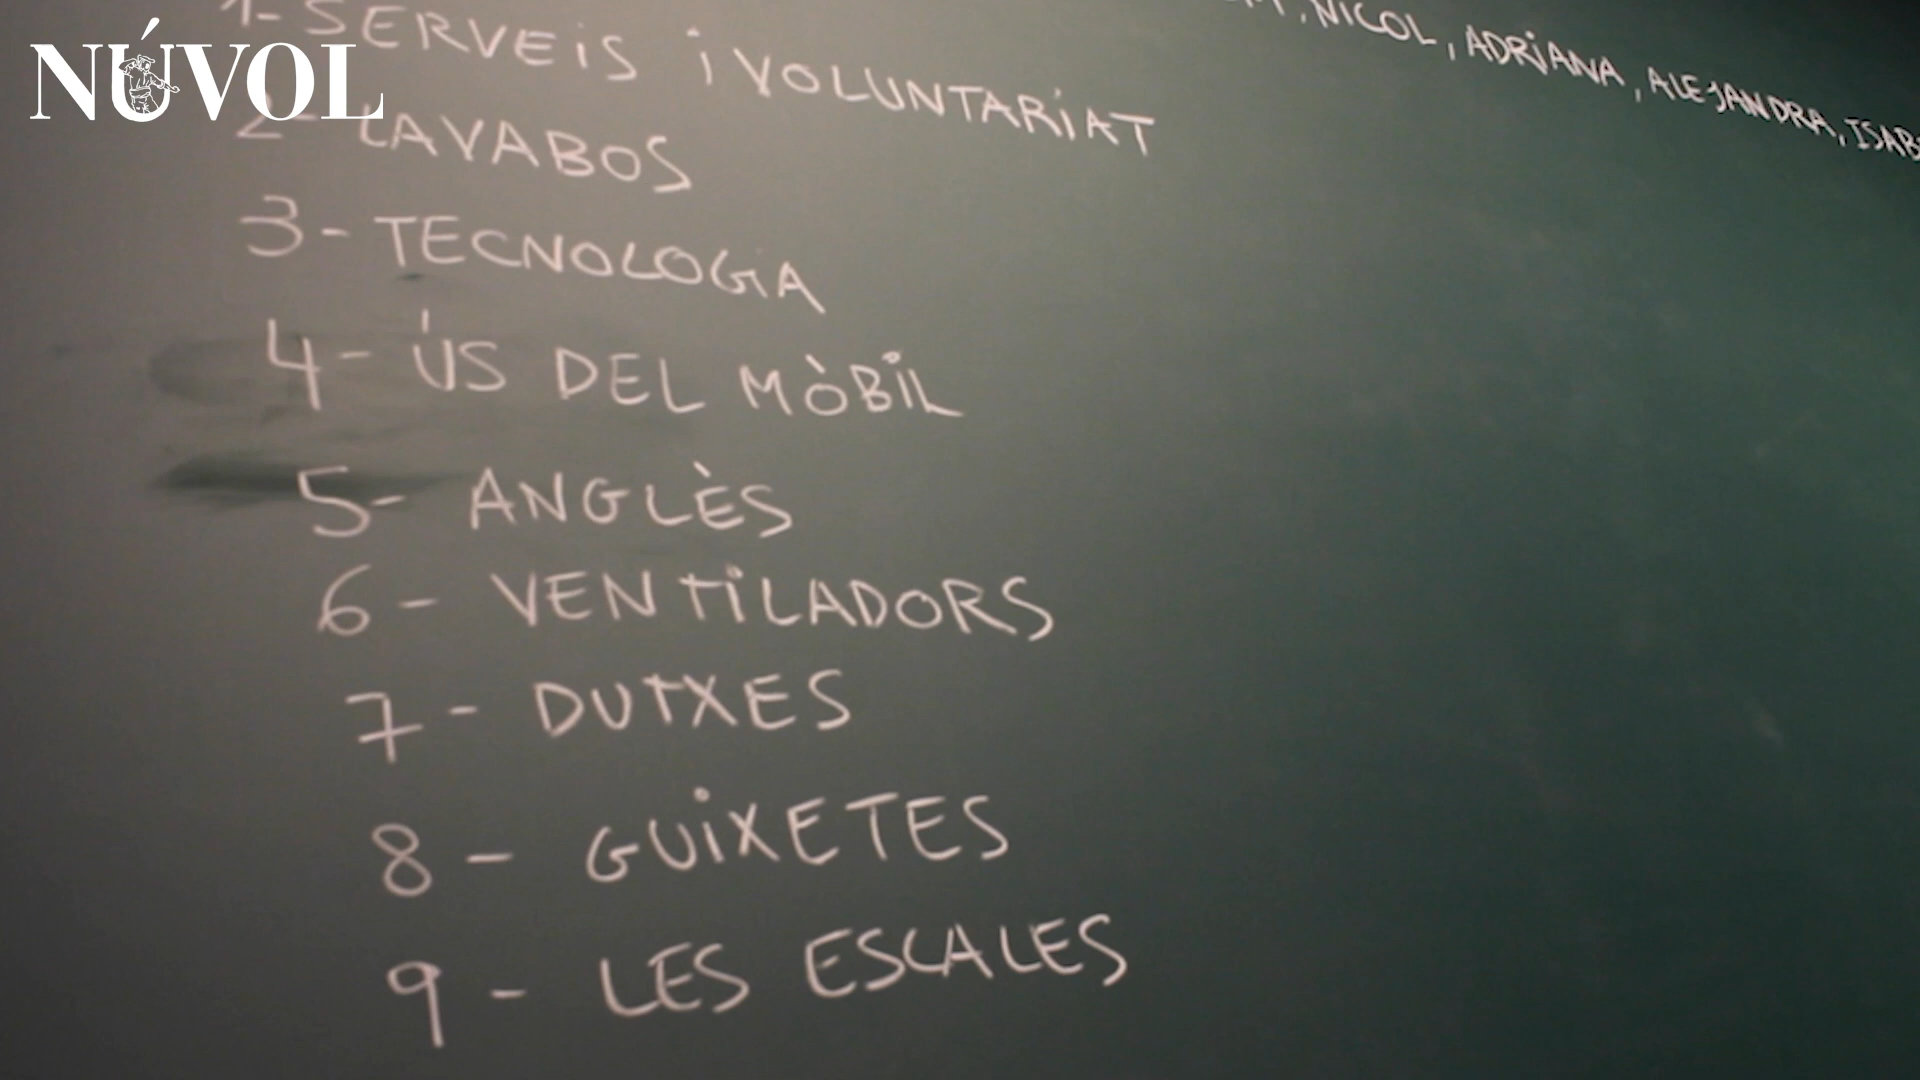 NÚVOL
NICOL, ADRIANA, ALEJANDRA,
1- SERVEIS i VOLUNTARIAT
2- LAVABOS
3- TECNOLOGIA
4- ÚS DEL MÒBIL
5- ANGLÈS
6- VENTILADORS
7- DUTXES
8- GUIXETES
9- LES ESCALES